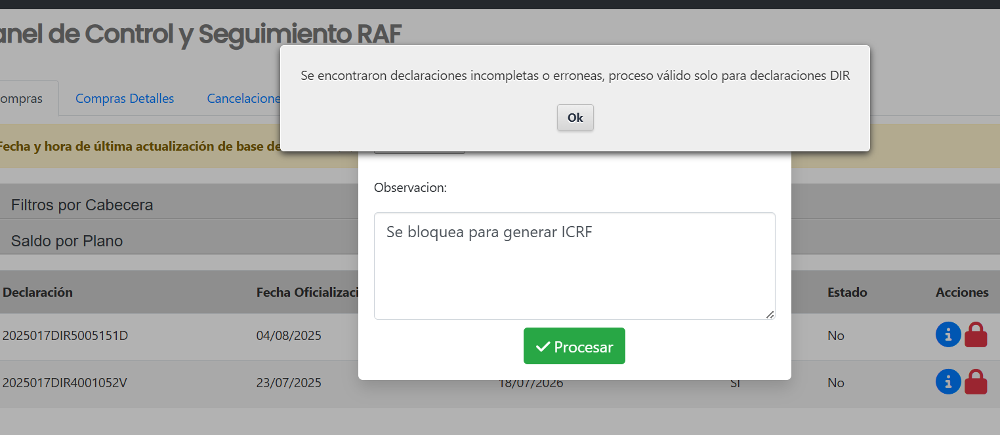 anel de Control y Seguimiento RAF
Se encontraron declaraciones incompletas o erroneas, proceso válido solo para declaraciones DIR
Ok
ompras
Compras Detalles
Cancelacione
Fecha y hora de última actualización de base de
Observacion:
Filtros por Cabecera
Se bloquea para generar ICRF
Saldo por Plano
Declaración Fecha Oficializaci Estado Acciones
2025017DIR5005151D 04/08/2025 No
Procesar
2025017DIR4001052V 23/07/2025 18/07/2026 SI No